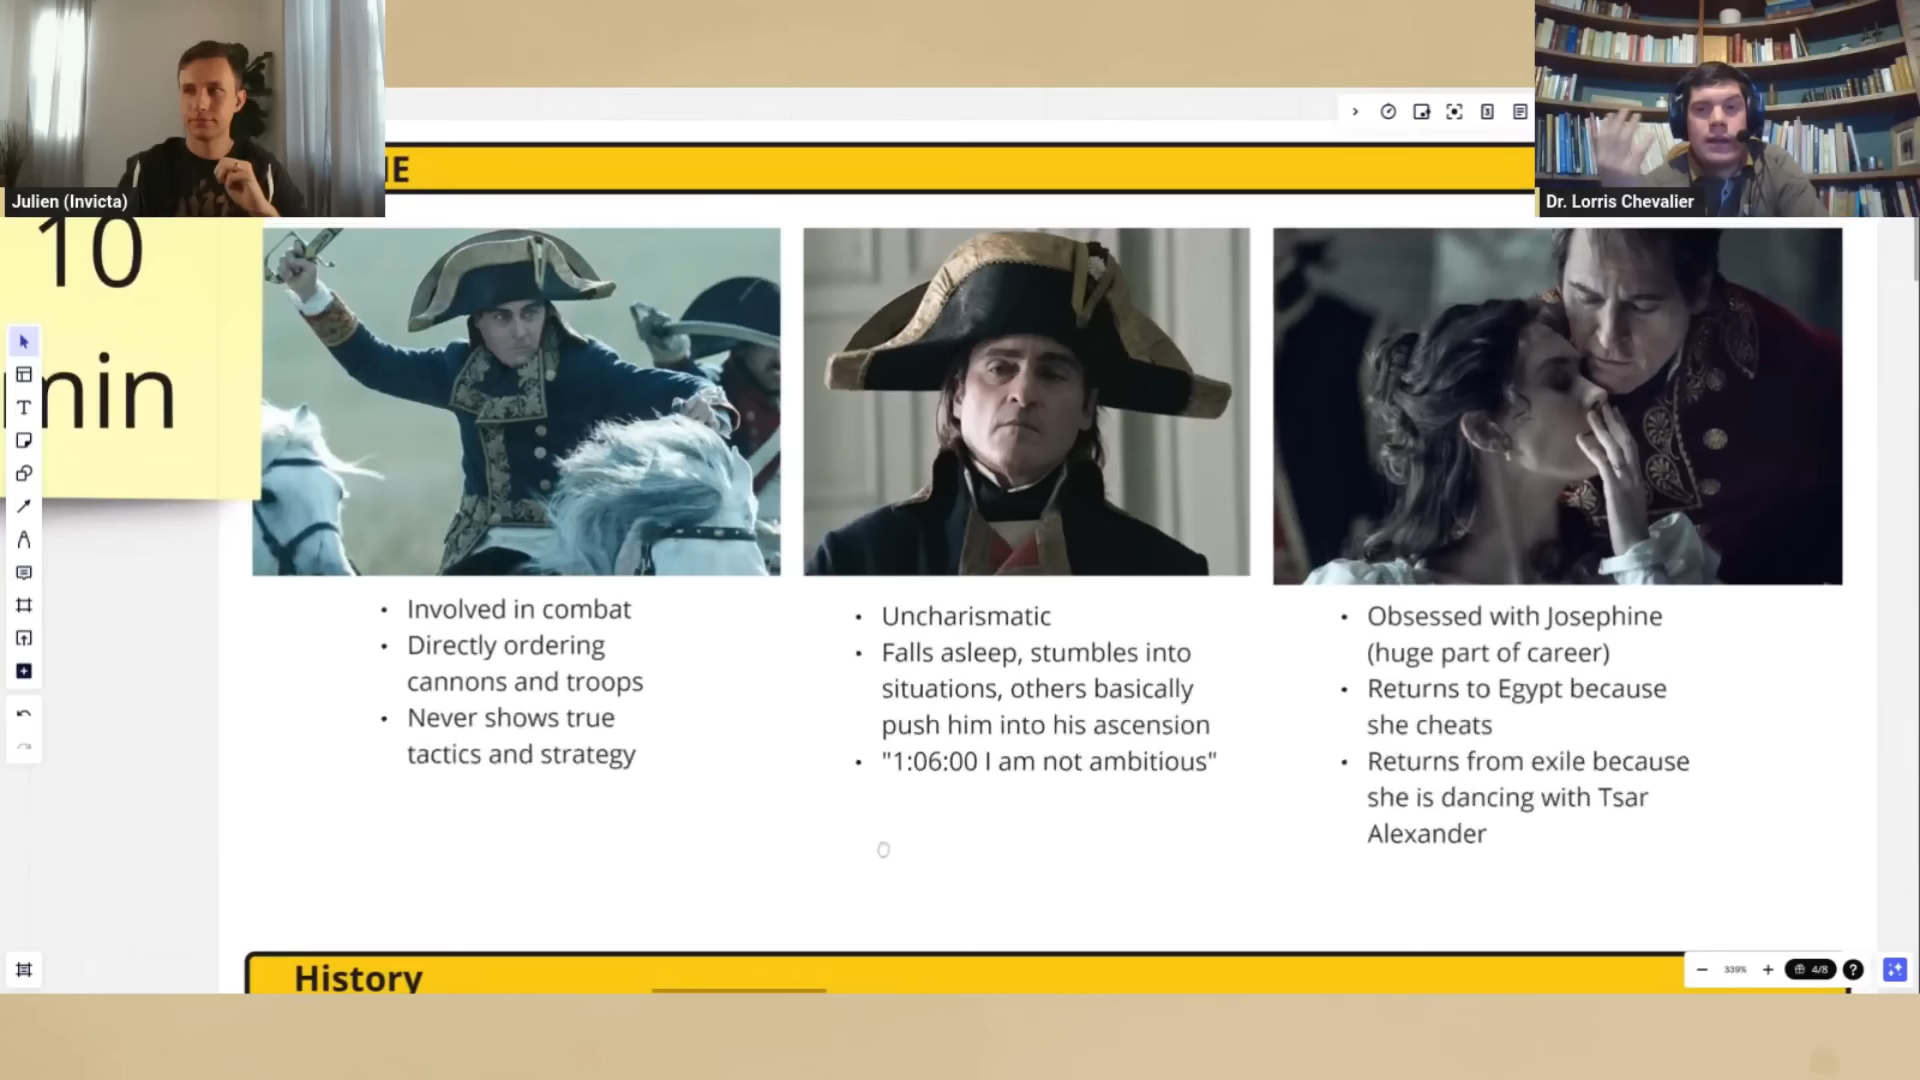 Julien (Invicta)
Dr. Lorris Chevalier
10
min
Involved in combat
Directly ordering
cannons and troops
Never shows true
tactics and strategy
Uncharismatic
Falls asleep, stumbles into
situations, others basically
push him into his ascension
"1:06:00 I am not ambitious"
Obsessed with Josephine
(huge part of career)
Returns to Egypt because
she cheats
Returns from exile because
she is dancing with Tsar
Alexander
History
339%
4/8